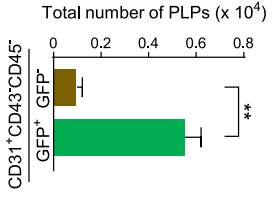 Total number of PLPs (x 10⁴)
0 0.2 0.4 0.6 0.8
CD31⁺CD43⁻CD45⁻
GFP⁻
GFP⁺
**